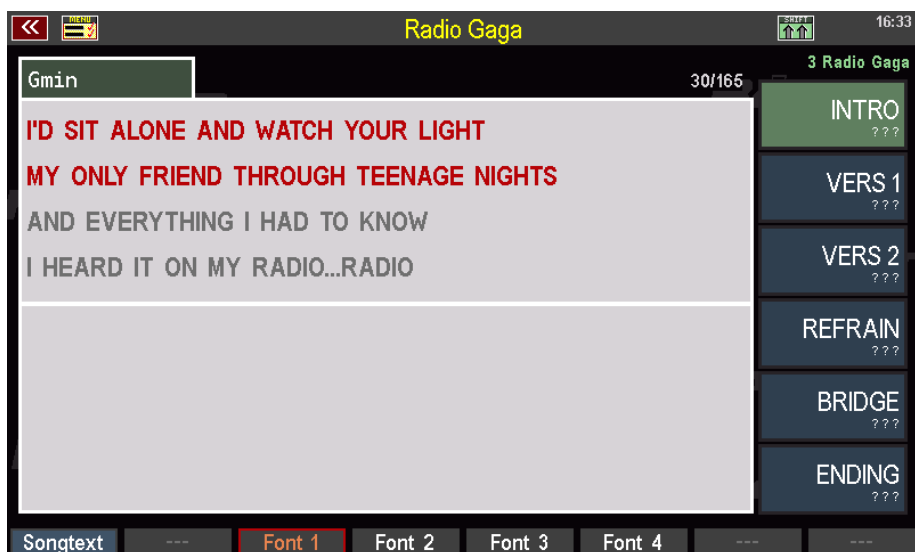 MENU
Radio Gaga
SHIFT
16:33
3 Radio Gaga
Gmin
30/165
I'D SIT ALONE AND WATCH YOUR LIGHT
MY ONLY FRIEND THROUGH TEENAGE NIGHTS
AND EVERYTHING I HAD TO KNOW
I HEARD IT ON MY RADIO...RADIO
INTRO
???
VERS 1
???
VERS 2
???
REFRAIN
???
BRIDGE
???
ENDING
???
Songtext --- Font 1 Font 2 Font 3 Font 4 --- ---